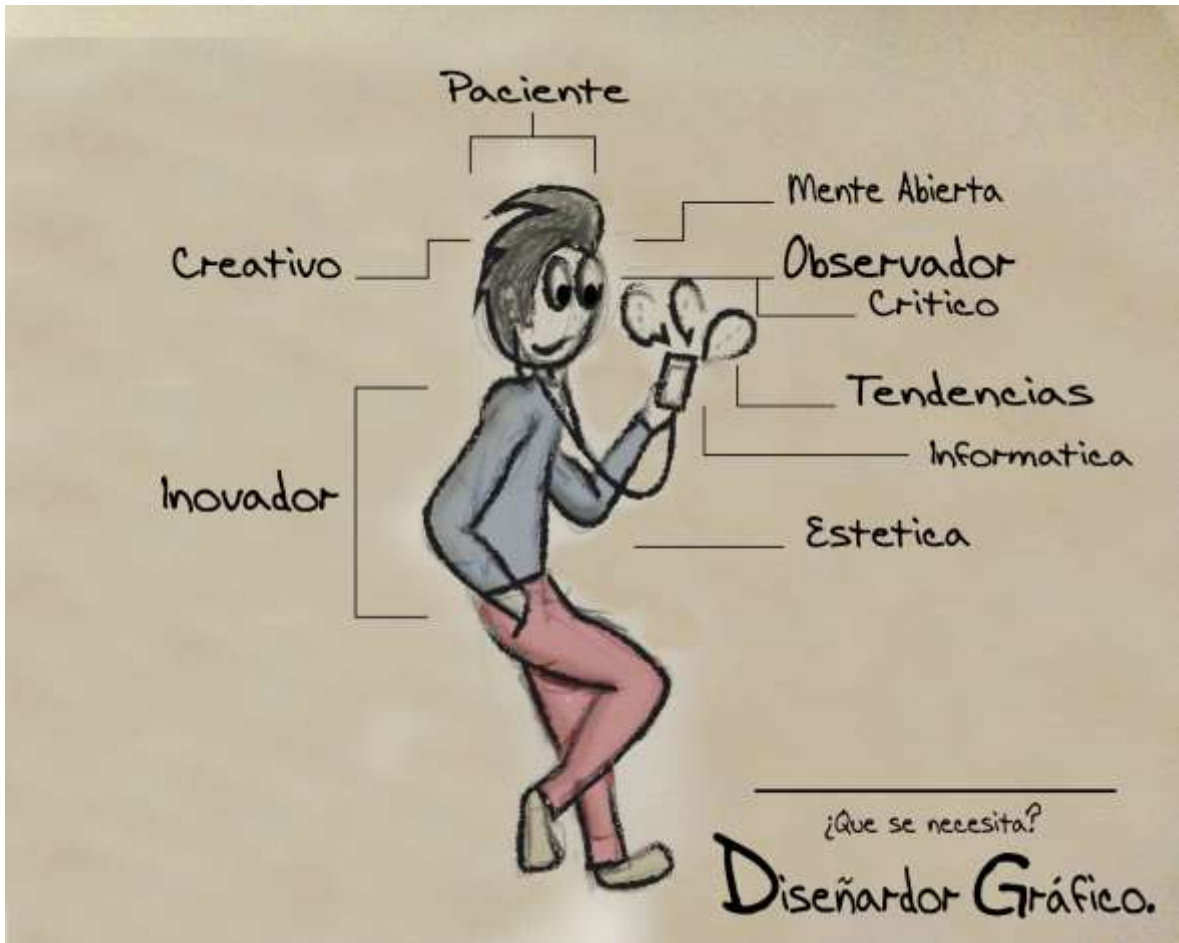 Paciente
Mente Abierta
Creativo
Observador
Critico
Tendencias
Informatica
Inovador
Estetica
¿Que se necesita?
Diseñardor Gráfico.